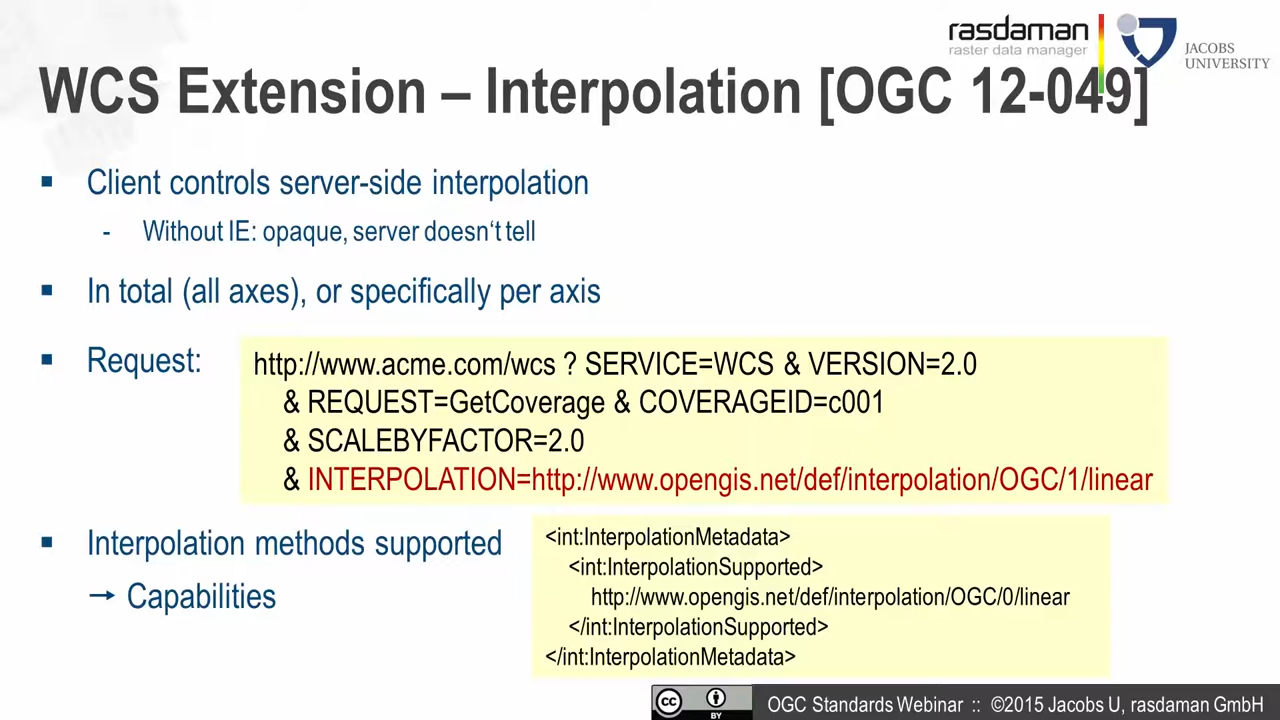 rasdaman
raster data manager
JACOBS
UNIVERSITY
WCS Extension – Interpolation [OGC 12-049]
▪ Client controls server-side interpolation
- Without IE: opaque, server doesn‘t tell
▪ In total (all axes), or specifically per axis
▪ Request:
http://www.acme.com/wcs ? SERVICE=WCS & VERSION=2.0
& REQUEST=GetCoverage & COVERAGEID=c001
& SCALEBYFACTOR=2.0
& INTERPOLATION=http://www.opengis.net/def/interpolation/OGC/1/linear
▪ Interpolation methods supported
→ Capabilities
<int:InterpolationMetadata>
<int:InterpolationSupported>
http://www.opengis.net/def/interpolation/OGC/0/linear
</int:InterpolationSupported>
</int:InterpolationMetadata>
cc
BY
OGC Standards Webinar :: ©2015 Jacobs U, rasdaman GmbH